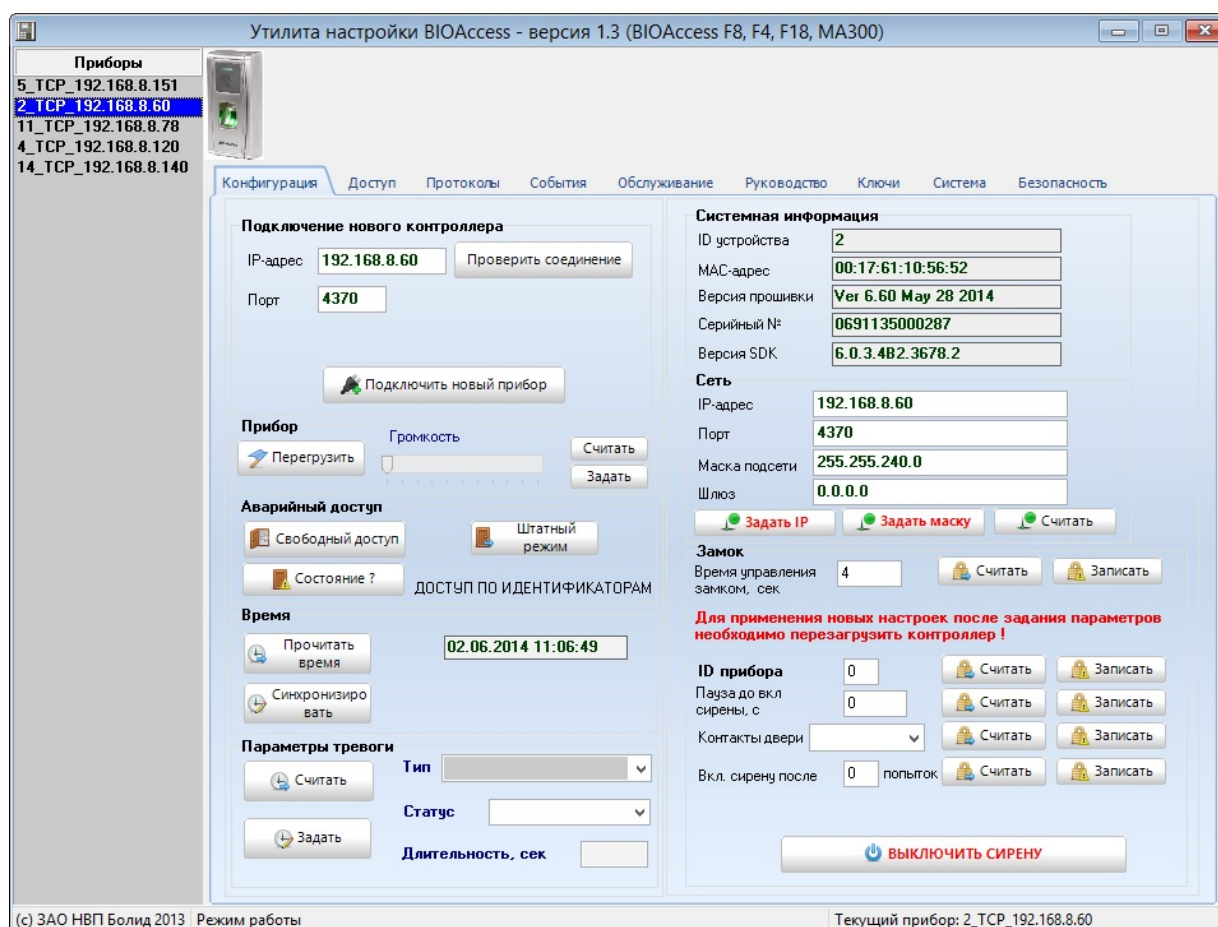 Утилита настройки BIOAccess - версия 1.3 (BIOAccess F8, F4, F18, MA300)
Приборы
5_TCP_192.168.8.151
2_TCP_192.168.8.60
11_TCP_192.168.8.78
4_TCP_192.168.8.120
14_TCP_192.168.8.140
Конфигурация Доступ Протоколы События Обслуживание Руководство Ключи Система Безопасность
Подключение нового контроллера
IP-адрес 192.168.8.60 Проверить соединение
Порт 4370
Подключить новый прибор
Прибор
Перегрузить
Громкость
Считать
Задать
Аварийный доступ
Свободный доступ
Штатный
режим
Состояние ?
ДОСТУП ПО ИДЕНТИФИКАТОРАМ
Время
Прочитать
время
02.06.2014 11:06:49
Синхронизиро
вать
Параметры тревоги
Считать
Тип
Статус
Задать
Длительность, сек
Системная информация
ID устройства 2
MAC-адрес 00:17:61:10:56:52
Версия прошивки Ver 6.60 May 28 2014
Серийный № 0691135000287
Версия SDK 6.0.3.4B2.3678.2
Сеть
IP-адрес 192.168.8.60
Порт 4370
Маска подсети 255.255.240.0
Шлюз 0.0.0.0
Задать IP Задать маску Считать
Замок
Время управления
замком, сек
4 Считать Записать
Для применения новых настроек после задания параметров
необходимо перезагрузить контроллер !
ID прибора 0 Считать Записать
Пауза до вкл
сирены, с
0 Считать Записать
Контакты двери Считать Записать
Вкл. сирену после 0 попыток Считать Записать
ВЫКЛЮЧИТЬ СИРЕНУ
(c) ЗАО НВП Болид 2013 Режим работы Текущий прибор: 2_TCP_192.168.8.60